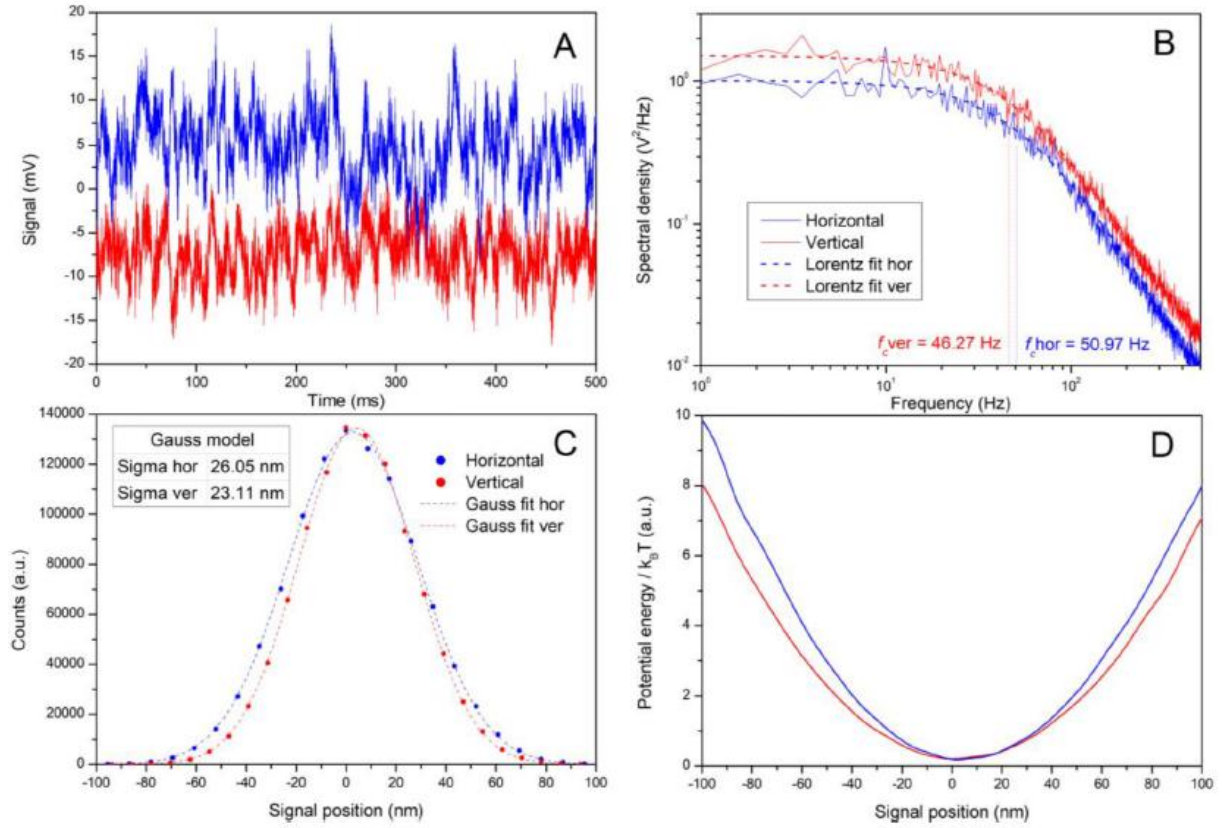 A
20
15
10
5
0
-5
-10
-15
-20
Signal (mV)
0
100
200
300
400
500
Time (ms)
B
10⁰
10⁻¹
10⁻²
Spectral density (V²/Hz)
Horizontal
Vertical
Lorentz fit hor
Lorentz fit ver
f_c ver = 46.27 Hz
f_c hor = 50.97 Hz
10⁰
10¹
10²
Frequency (Hz)
C
140000
120000
100000
80000
60000
40000
20000
0
Counts (a.u.)
Gauss model
Sigma hor 26.05 nm
Sigma ver 23.11 nm
Horizontal
Vertical
Gauss fit hor
Gauss fit ver
-100
-80
-60
-40
-20
0
20
40
60
80
100
Signal position (nm)
D
10
8
6
4
2
0
Potential energy / k_BT (a.u.)
-100
-80
-60
-40
-20
0
20
40
60
80
100
Signal position (nm)